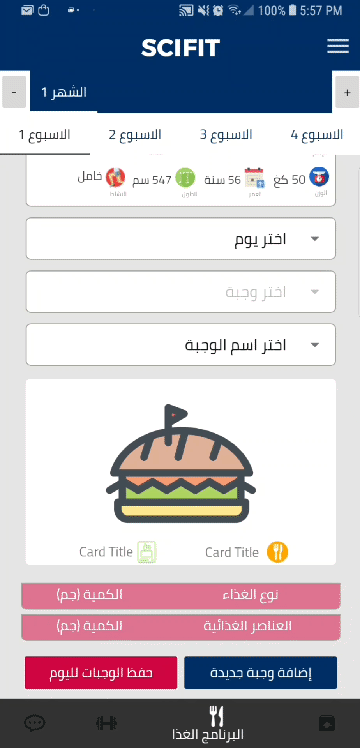 100% 5:57 PM
SCIFIT
- الشهر 1 +
الاسبوع 1 الاسبوع 2 الاسبوع 3 الاسبوع 4
50 كغ 56 سنة 547 سم خامل
الوزن العمر الطول النشاط
اختر يوم
اختر وجبة
اختر اسم الوجبة
Card Title Card Title
نوع الغذاء الكمية (جم)
العناصر الغذائية الكمية (جم)
إضافة وجبة جديدة حفظ الوجبات لليوم
البرنامج الغذا